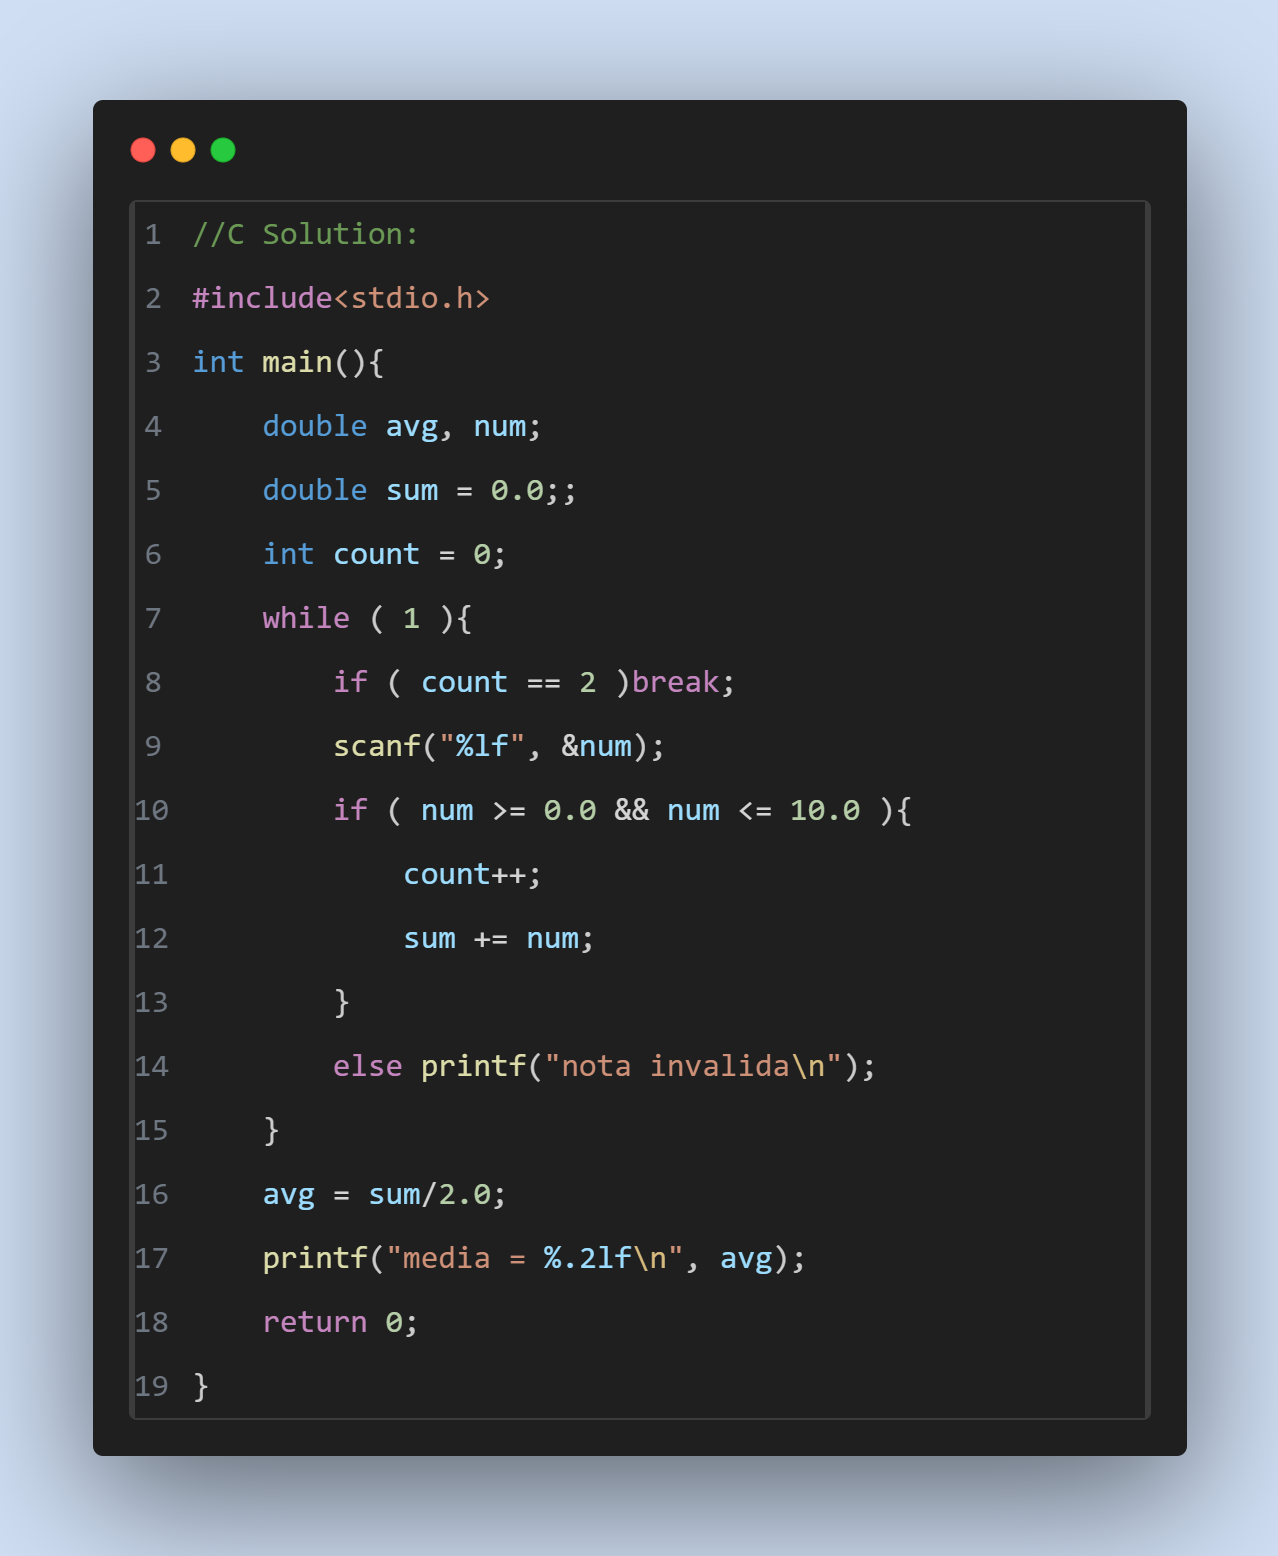 1 //C Solution:
2 #include<stdio.h>
3 int main(){
4     double avg, num;
5     double sum = 0.0;;
6     int count = 0;
7     while ( 1 ){
8         if ( count == 2 )break;
9         scanf("%lf", &num);
10         if ( num >= 0.0 && num <= 10.0 ){
11             count++;
12             sum += num;
13         }
14         else printf("nota invalida\n");
15     }
16     avg = sum/2.0;
17     printf("media = %.2lf\n", avg);
18     return 0;
19 }